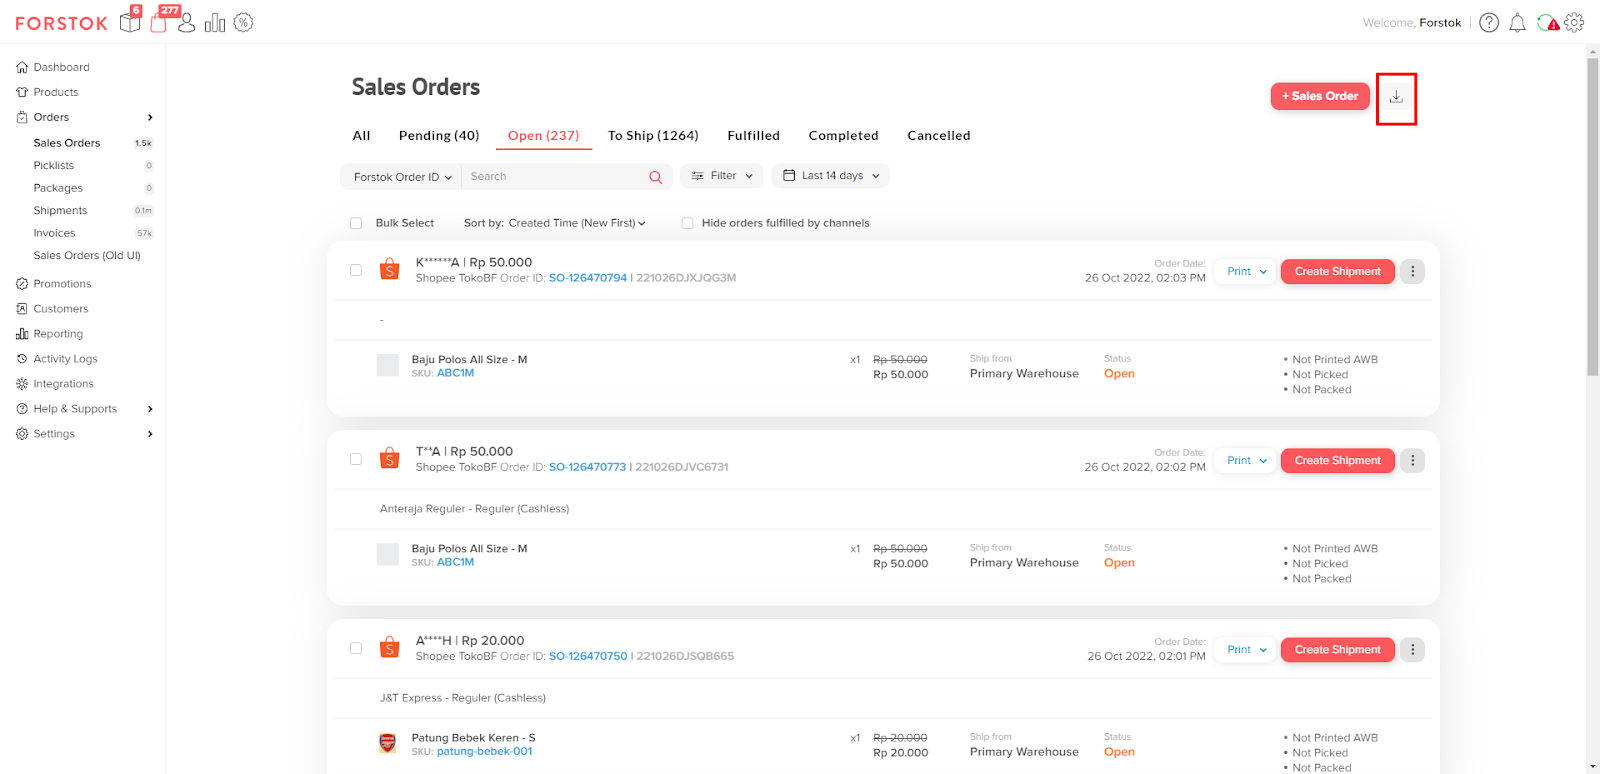 FORSTOK
6
277
Welcome, Forstok
Dashboard
Products
Orders
Sales Orders 1.5k
Picklists 0
Packages 0
Shipments 0.1m
Invoices 57k
Sales Orders (Old UI)
Promotions
Customers
Reporting
Activity Logs
Integrations
Help & Supports
Settings
Sales Orders
+ Sales Order
All Pending (40) Open (237) To Ship (1264) Fulfilled Completed Cancelled
Forstok Order ID Search Filter Last 14 days
Bulk Select Sort by: Created Time (New First) Hide orders fulfilled by channels
K******A | Rp 50.000
Shopee TokoBF Order ID: SO-126470794 | 221026DJXJQG3M
Order Date:
26 Oct 2022, 02:03 PM
Print Create Shipment
-
Baju Polos All Size - M
SKU: ABC1M
x1 Rp 50.000
Rp 50.000
Ship from
Primary Warehouse
Status
Open
• Not Printed AWB
• Not Picked
• Not Packed
T**A | Rp 50.000
Shopee TokoBF Order ID: SO-126470773 | 221026DJVC6731
Order Date:
26 Oct 2022, 02:02 PM
Print Create Shipment
Anteraja Reguler - Reguler (Cashless)
Baju Polos All Size - M
SKU: ABC1M
x1 Rp 50.000
Rp 50.000
Ship from
Primary Warehouse
Status
Open
• Not Printed AWB
• Not Picked
• Not Packed
A****H | Rp 20.000
Shopee TokoBF Order ID: SO-126470750 | 221026DJSQB665
Order Date:
26 Oct 2022, 02:01 PM
Print Create Shipment
J&T Express - Reguler (Cashless)
Patung Bebek Keren - S
SKU: patung-bebek-001
x1 Rp 20.000
Rp 20.000
Ship from
Primary Warehouse
Status
Open
• Not Printed AWB
• Not Picked
• Not Packed